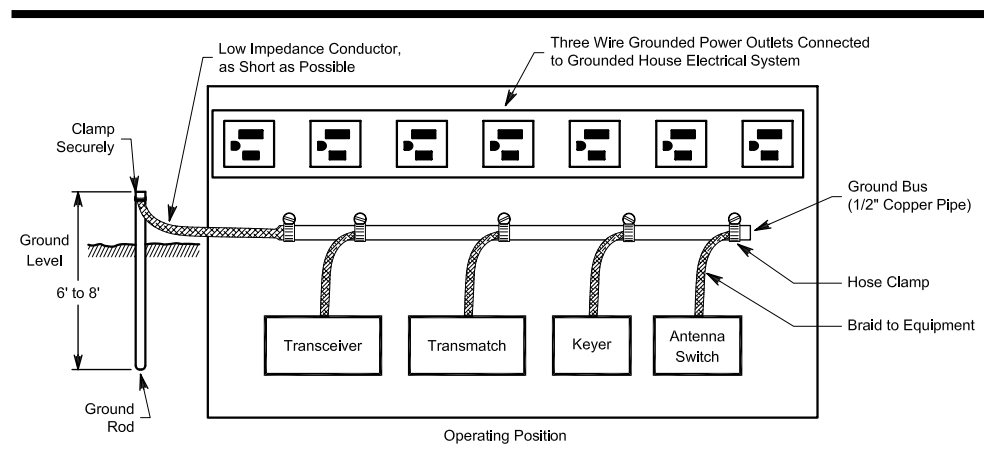 Low Impedance Conductor,
as Short as Possible
Three Wire Grounded Power Outlets Connected
to Grounded House Electrical System
Clamp
Securely
Ground Bus
(1/2" Copper Pipe)
Ground
Level
6' to 8'
Hose Clamp
Braid to Equipment
Transceiver
Transmatch
Keyer
Antenna
Switch
Ground
Rod
Operating Position